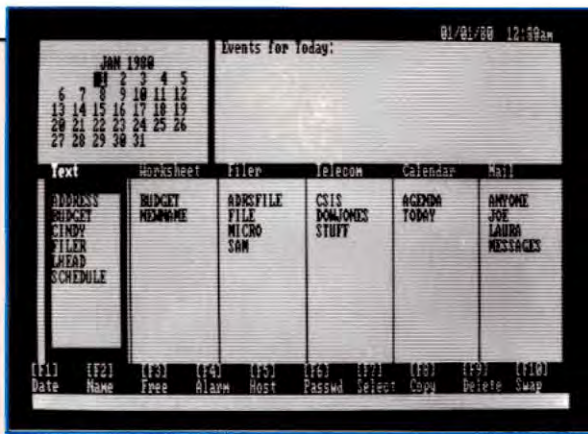 01/01/80 12:00am
JAN 1980
Events for Today:
1 2 3 4 5
6 7 8 9 10 11 12
13 14 15 16 17 18 19
20 21 22 23 24 25 26
27 28 29 30 31
Text Worksheet Filer Telecom Calendar Mail
ADDRESS BUDGET ADRSFILE CSIS AGENDA ANYONE
BUDGET NEWNAME FILE DOWJONES TODAY JOE
CINDY MICRO STUFF LAURA
FILER SAM MESSAGES
LHEAD
SCHEDULE
[F1] [F2] [F3] [F4] [F5] [F6] [F7] [F8] [F9] [F10]
Date Name Free Alarm Host Passwd Select Copy Delete Swap